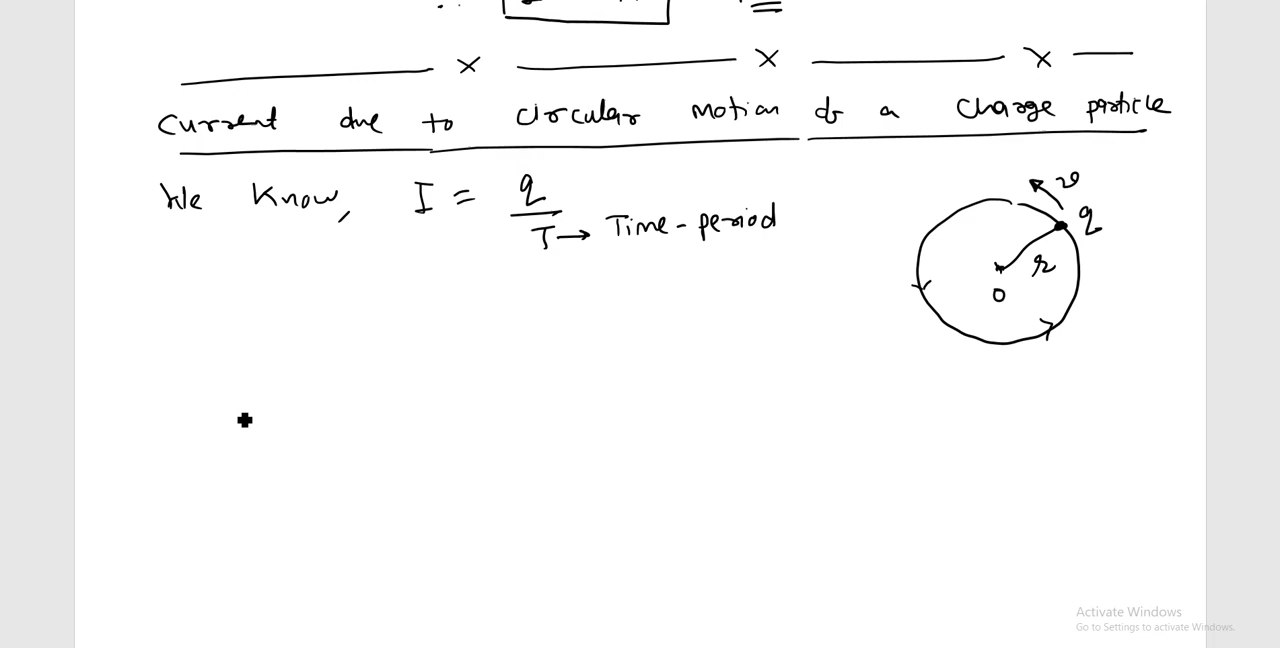 Current due to circular motion of a charge particle
We know, I = q/T → Time-period
v
q
r
O
Activate Windows
Go to Settings to activate Windows.